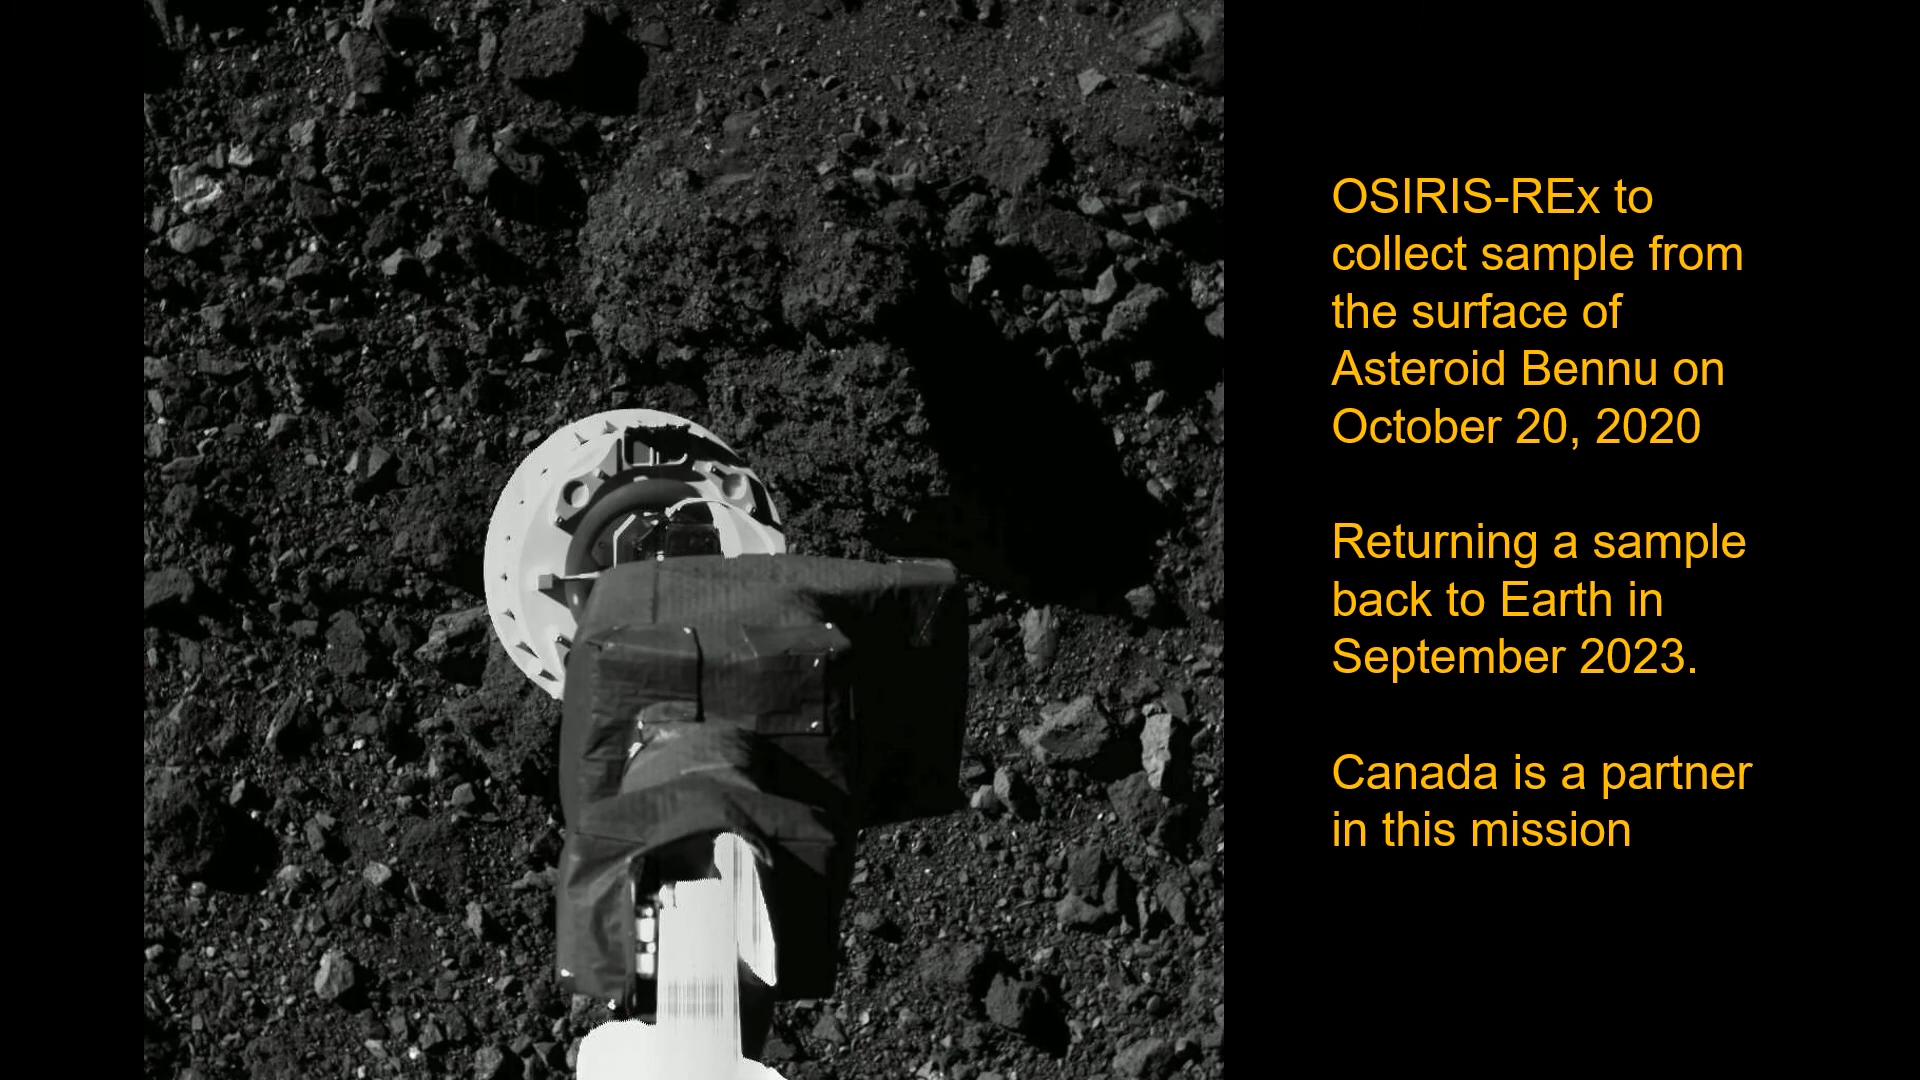 OSIRIS-REx to
collect sample from
the surface of
Asteroid Bennu on
October 20, 2020
Returning a sample
back to Earth in
September 2023.
Canada is a partner
in this mission